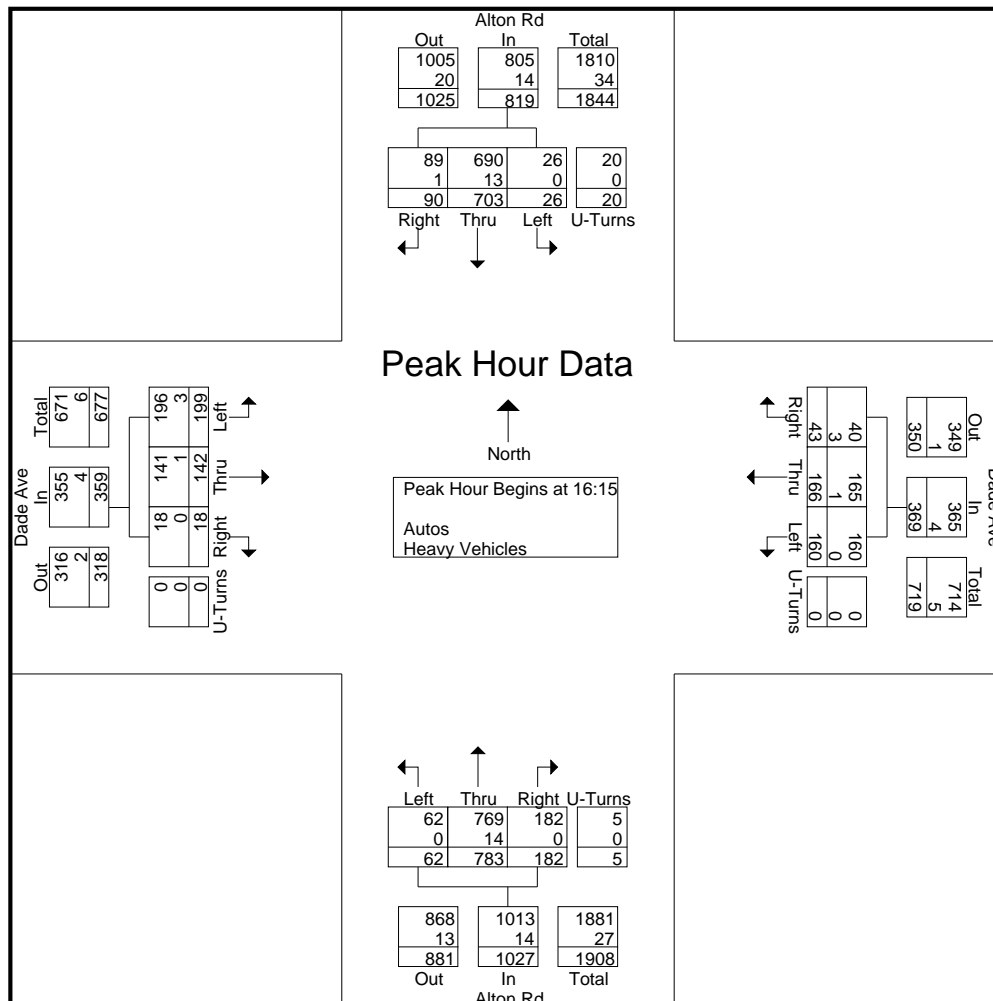 Alton Rd
Out In Total
1005 805 1810
20 14 34
1025 819 1844
89 690 26 20
1 13 0 0
90 703 26 20
Right Thru Left U-Turns
Peak Hour Data
North
Peak Hour Begins at 16:15
Autos
Heavy Vehicles
Dade Ave
Out In Total
316 355 671
2 4 6
318 359 677
U-Turns Right Thru Left
0 18 141 196
0 0 1 3
0 18 142 199
Out In Total
349 365 714
1 4 5
350 369 719
40 165 160 0
3 1 0 0
43 166 160 0
Right Thru Left U-Turns
Left Thru Right U-Turns
62 769 182 5
0 14 0 0
62 783 182 5
868 1013 1881
13 14 27
881 1027 1908
Out In Total